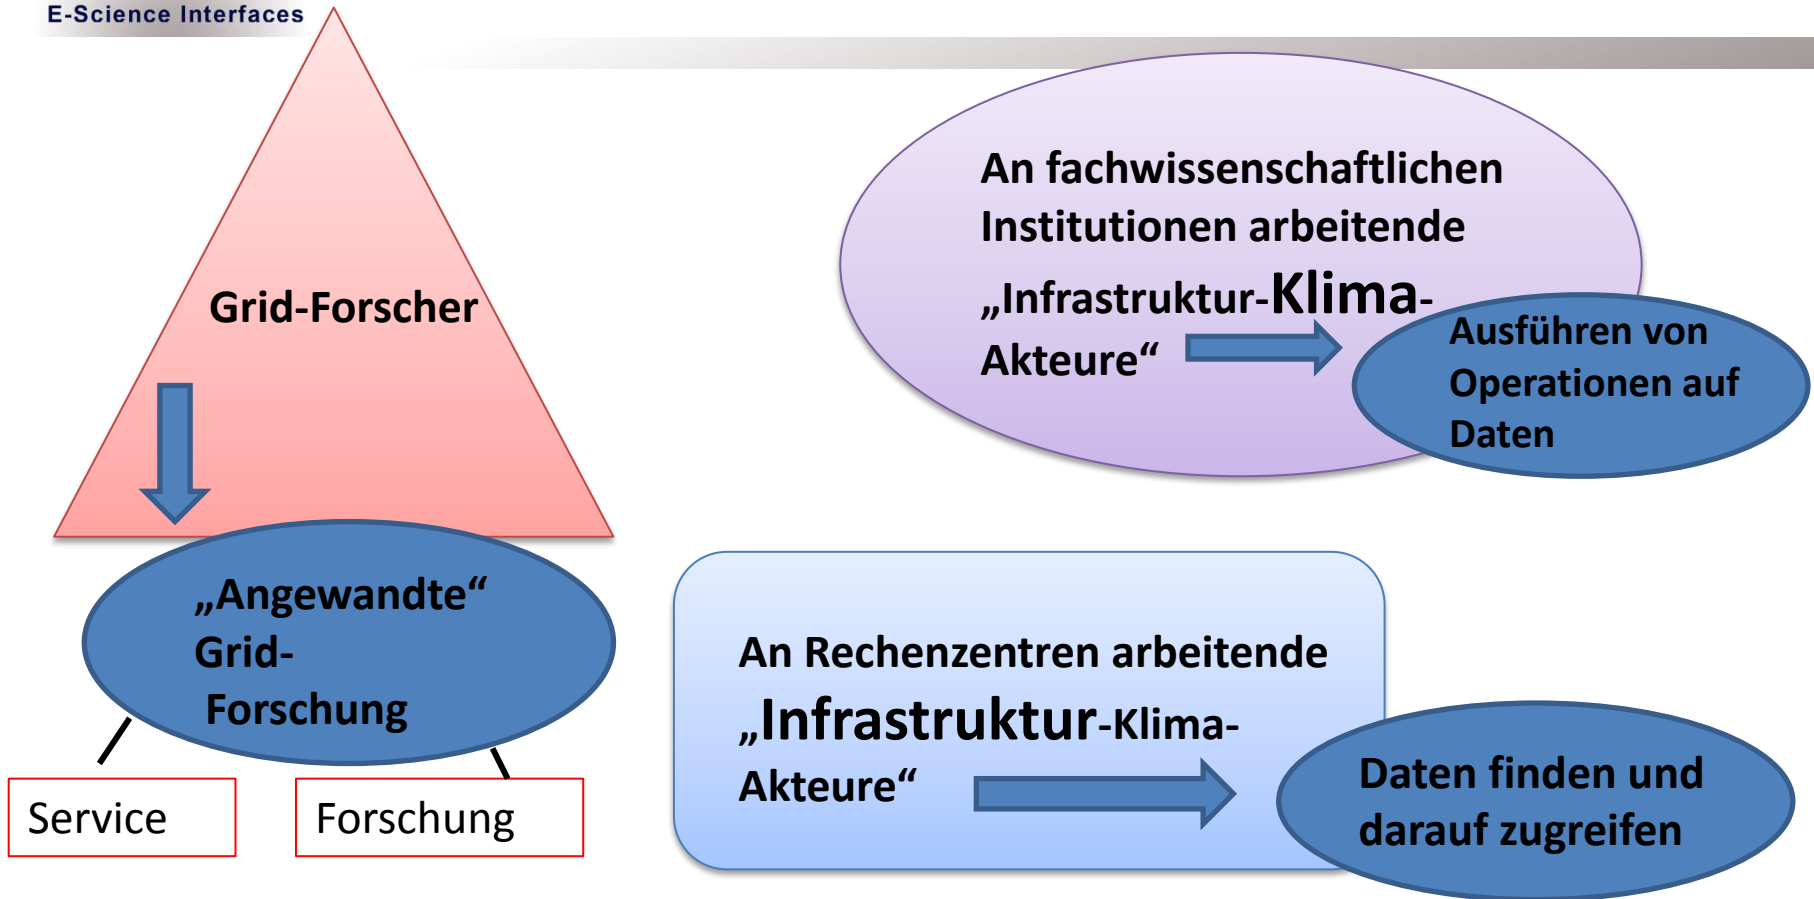 E-Science Interfaces
Grid-Forscher
„Angewandte“
Grid-
Forschung
Service
Forschung
An fachwissenschaftlichen
Institutionen arbeitende
„Infrastruktur-Klima-
Akteure“
Ausführen von
Operationen auf
Daten
An Rechenzentren arbeitende
„Infrastruktur-Klima-
Akteure“
Daten finden und
darauf zugreifen